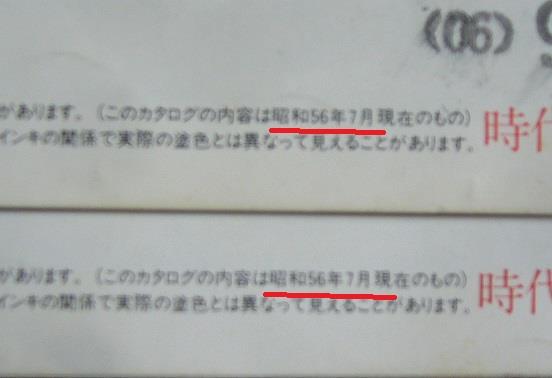 (06)
があります。(このカタログの内容は昭和56年7月現在のもの)
インキの関係で実際の塗色とは異なって見えることがあります。
時代
があります。(このカタログの内容は昭和56年7月現在のもの)
インキの関係で実際の塗色とは異なって見えることがあります。
時代